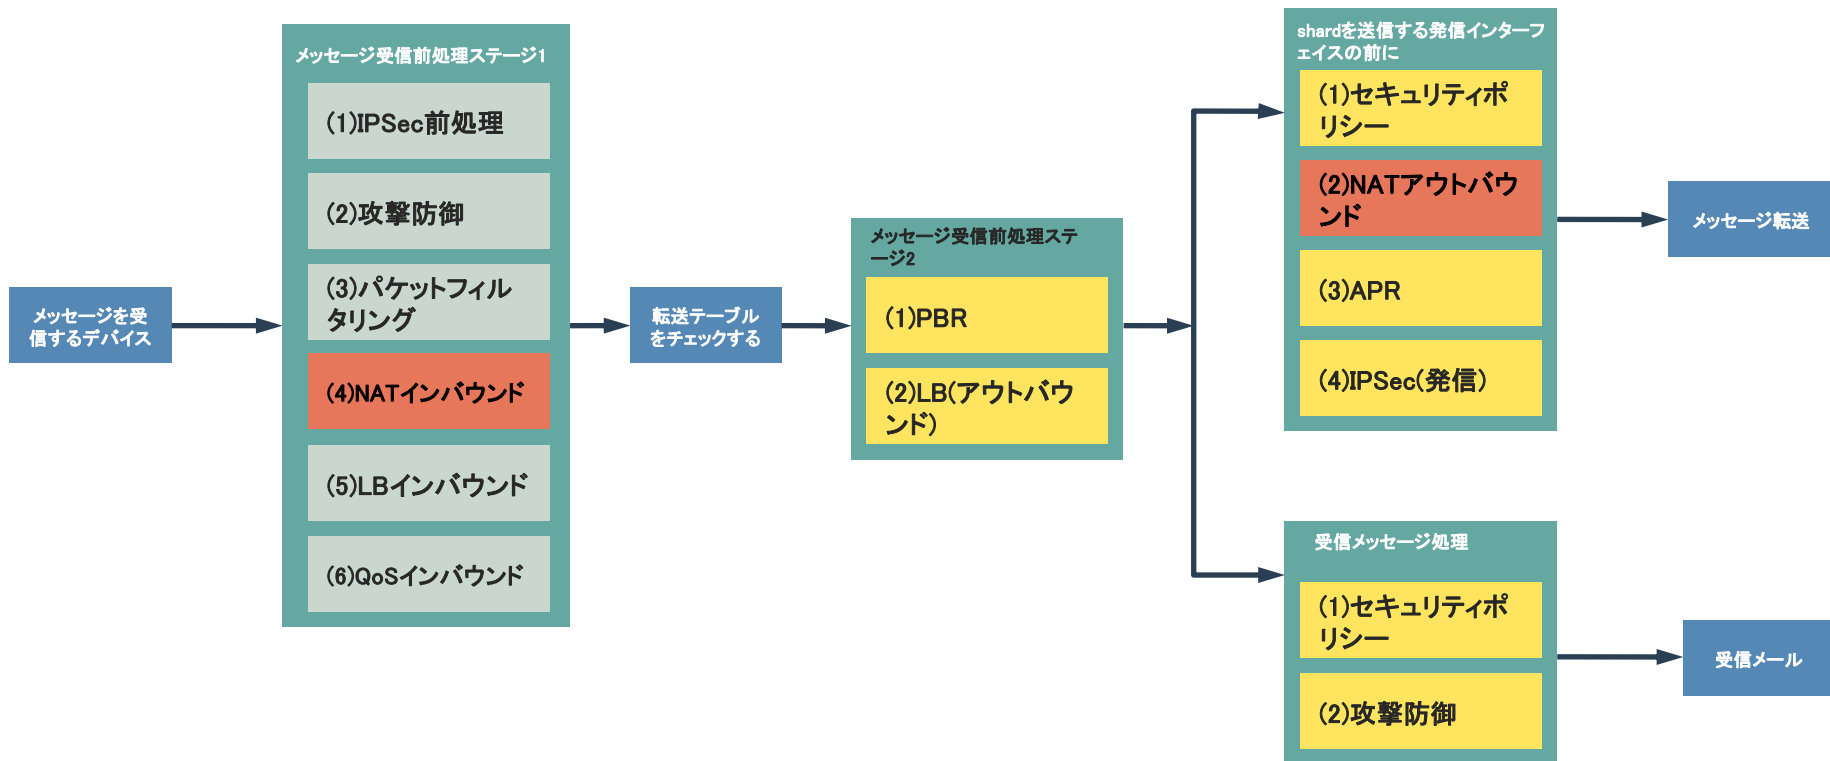 メッセージを受
信するデバイス
メッセージ受信前処理ステージ1
(1)IPSec前処理
(2)攻撃防御
(3)パケットフィル
タリング
(4)NATインバウンド
(5)LBインバウンド
(6)QoSインバウンド
転送テーブル
をチェックする
メッセージ受信前処理ステ
ージ2
(1)PBR
(2)LB(アウトバウ
ンド)
shardを送信する発信インターフ
ェイスの前に
(1)セキュリティポ
リシー
(2)NATアウトバウ
ンド
(3)APR
(4)IPSec(発信)
メッセージ転送
受信メッセージ処理
(1)セキュリティポ
リシー
(2)攻撃防御
受信メール